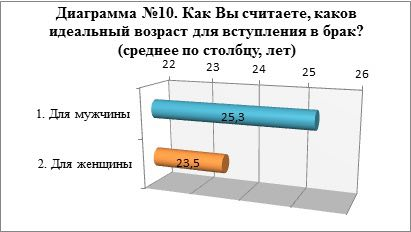 Диаграмма №10. Как Вы считаете, каков
идеальный возраст для вступления в брак?
(среднее по столбцу, лет)
22 23 24 25 26
1. Для мужчины
25,3
2. Для женщины
23,5